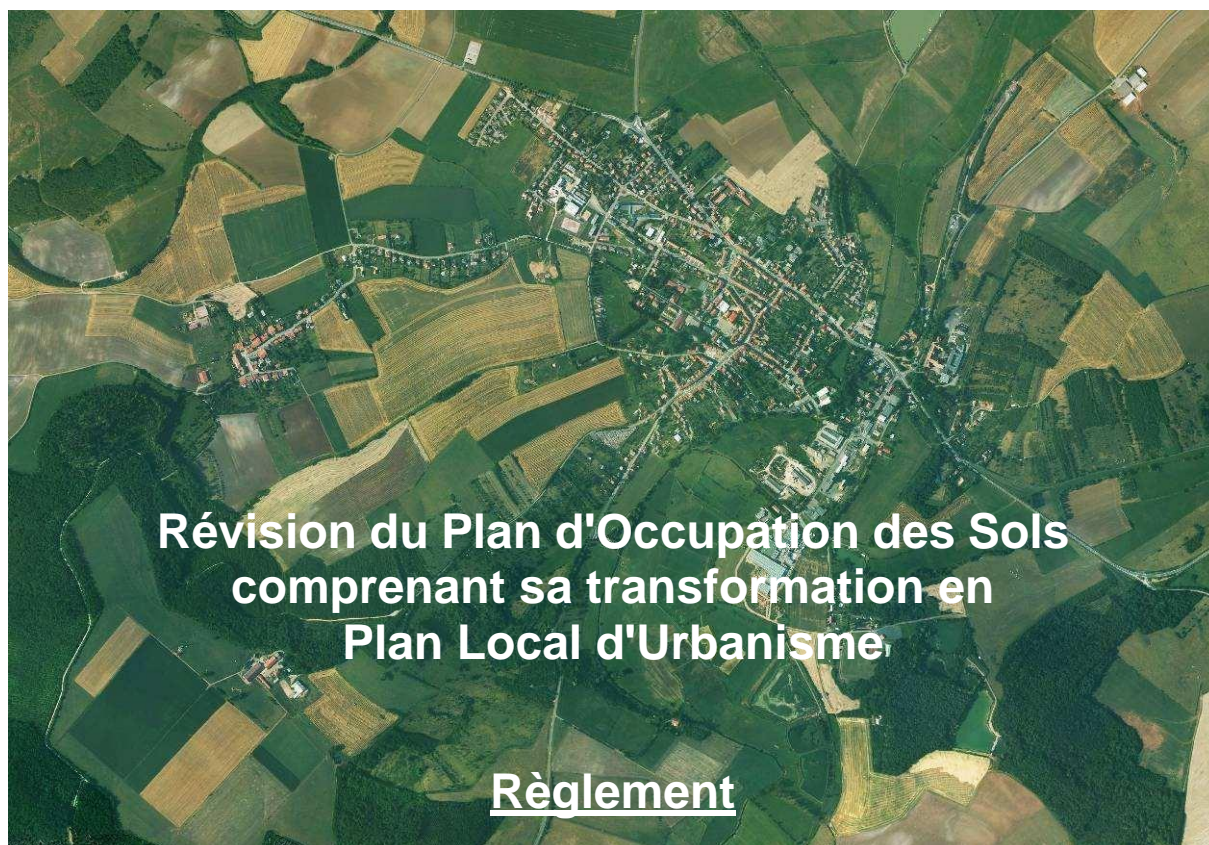 Révision du Plan d'Occupation des Sols
comprenant sa transformation en
Plan Local d'Urbanisme
Règlement